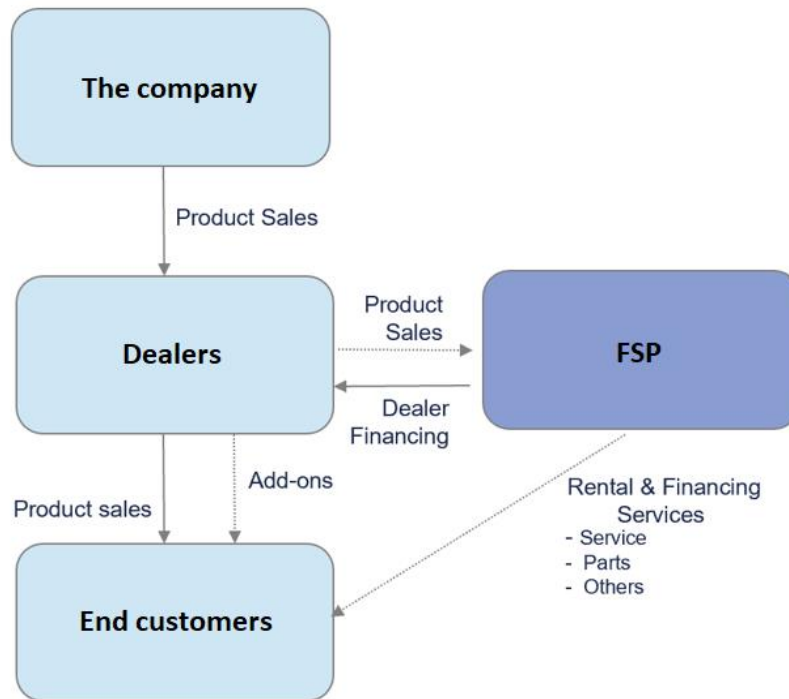 The company
Product Sales
Product
Sales
Dealers
FSP
Dealer
Financing
Add-ons
Product sales
Rental & Financing
Services
- Service
- Parts
- Others
End customers